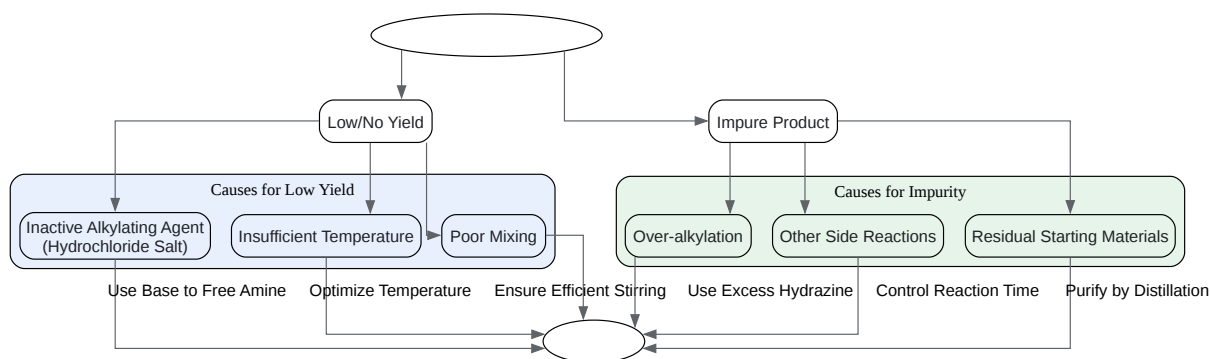 Low/No Yield
Impure Product
Causes for Low Yield
Causes for Impurity
Inactive Alkylating Agent
(Hydrochloride Salt)
Insufficient Temperature
Poor Mixing
Over-alkylation
Other Side Reactions
Residual Starting Materials
Use Base to Free Amine
Optimize Temperature
Ensure Efficient Stirring
Use Excess Hydrazine
Control Reaction Time
Purify by Distillation